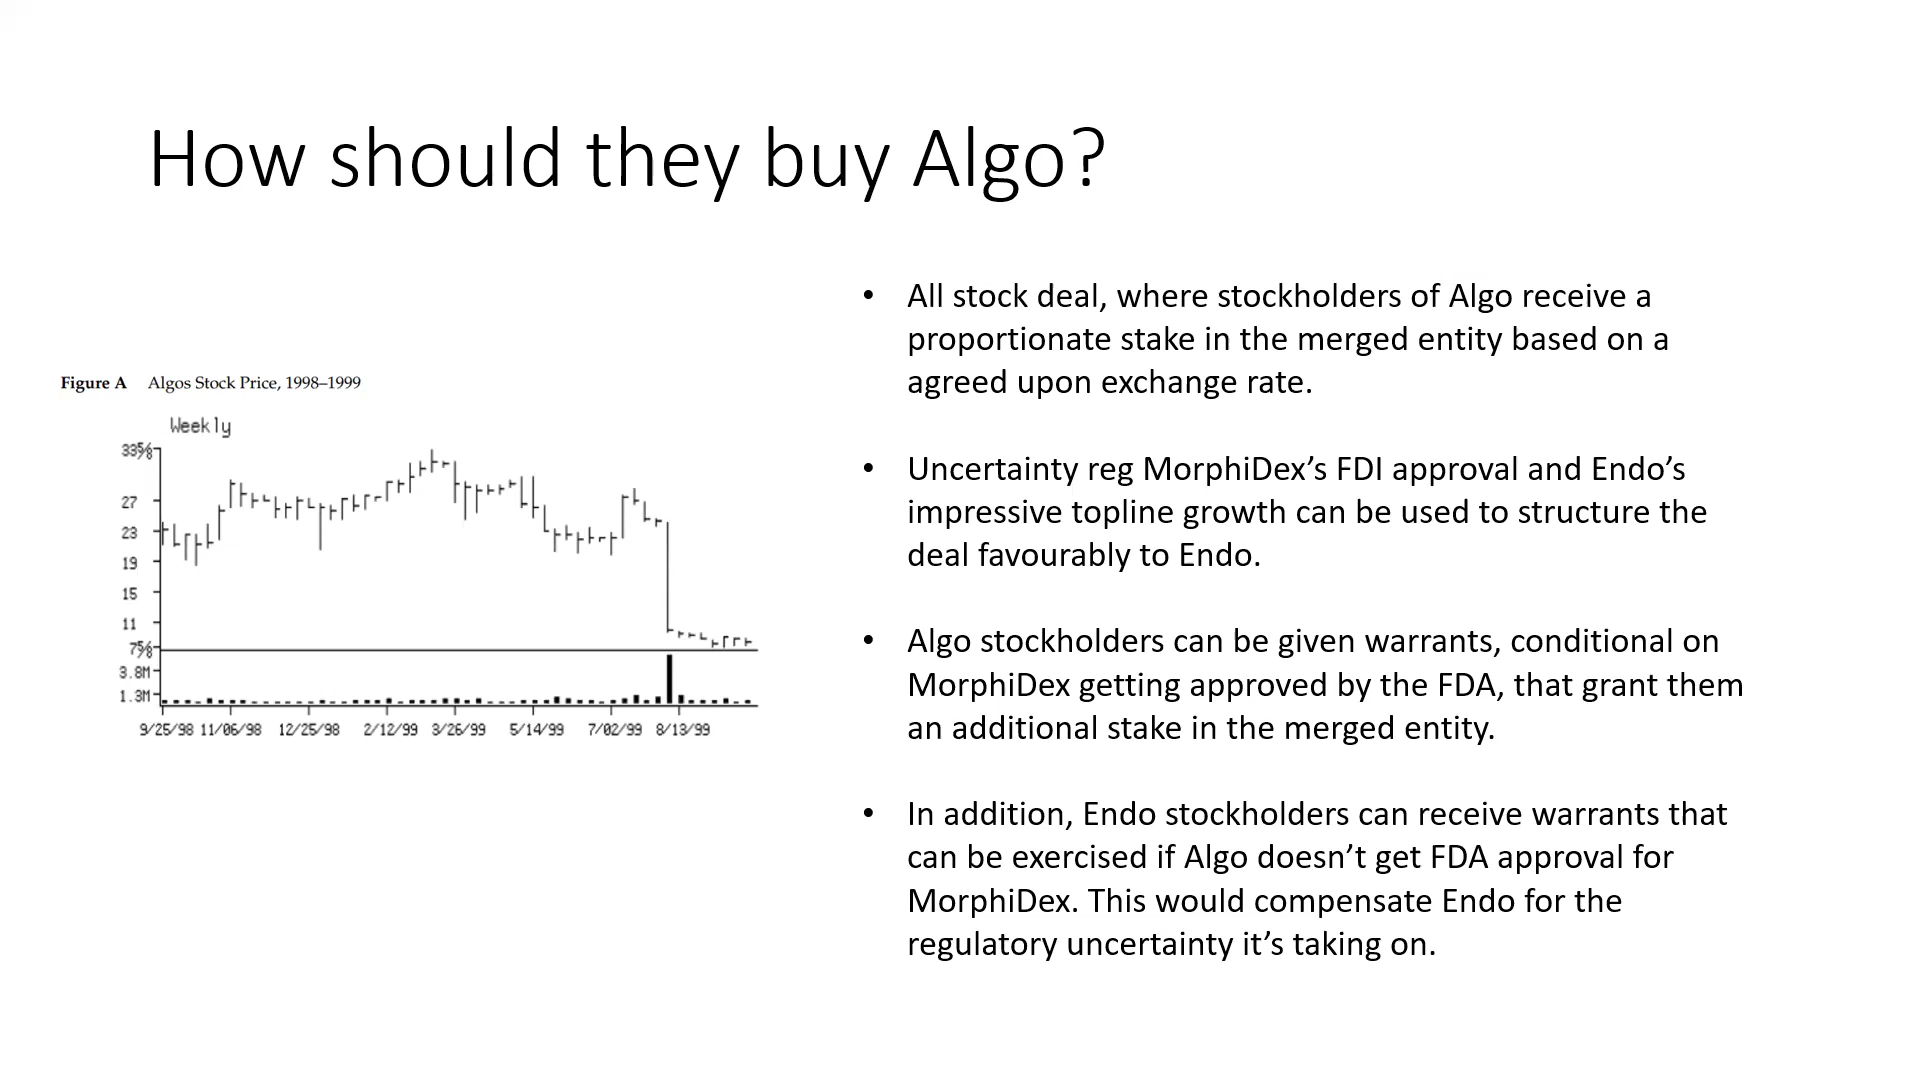 How should they buy Algo?
Figure A Algos Stock Price, 1998–1999
Weekly
33⅝
27
23
19
15
11
7⅝
3.8M
1.3M
9/25/98 11/06/98 12/25/98 2/12/99 3/26/99 5/14/99 7/02/99 8/13/99
• All stock deal, where stockholders of Algo receive a
proportionate stake in the merged entity based on a
agreed upon exchange rate.
• Uncertainty reg MorphiDex’s FDI approval and Endo’s
impressive topline growth can be used to structure the
deal favourably to Endo.
• Algo stockholders can be given warrants, conditional on
MorphiDex getting approved by the FDA, that grant them
an additional stake in the merged entity.
• In addition, Endo stockholders can receive warrants that
can be exercised if Algo doesn’t get FDA approval for
MorphiDex. This would compensate Endo for the
regulatory uncertainty it’s taking on.